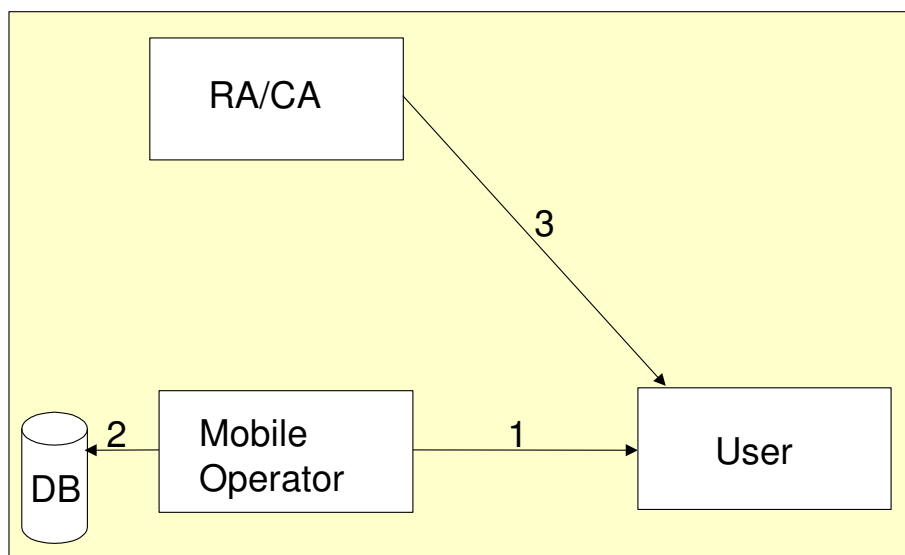 RA/CA
3
2
Mobile
Operator
1
User
DB